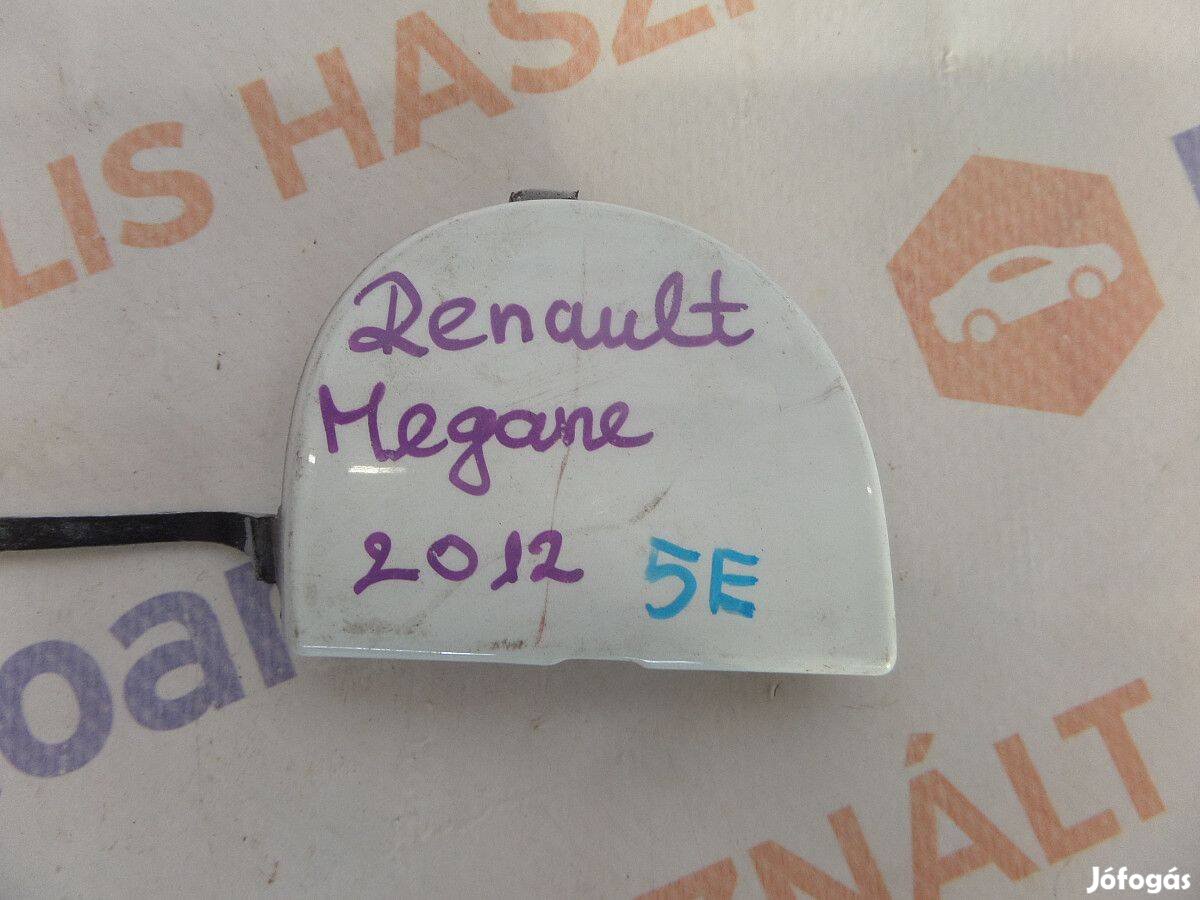 LIS HASZ
Renault
Megane
2012 5E
oar
NÁLT
Jófogás